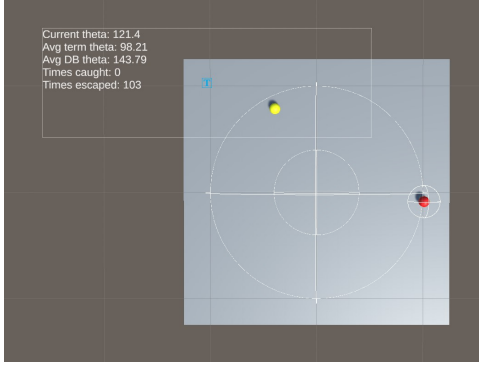 Current theta: 121.4
Avg term theta: 98.21
Avg DB theta: 143.79
Times caught: 0
Times escaped: 103